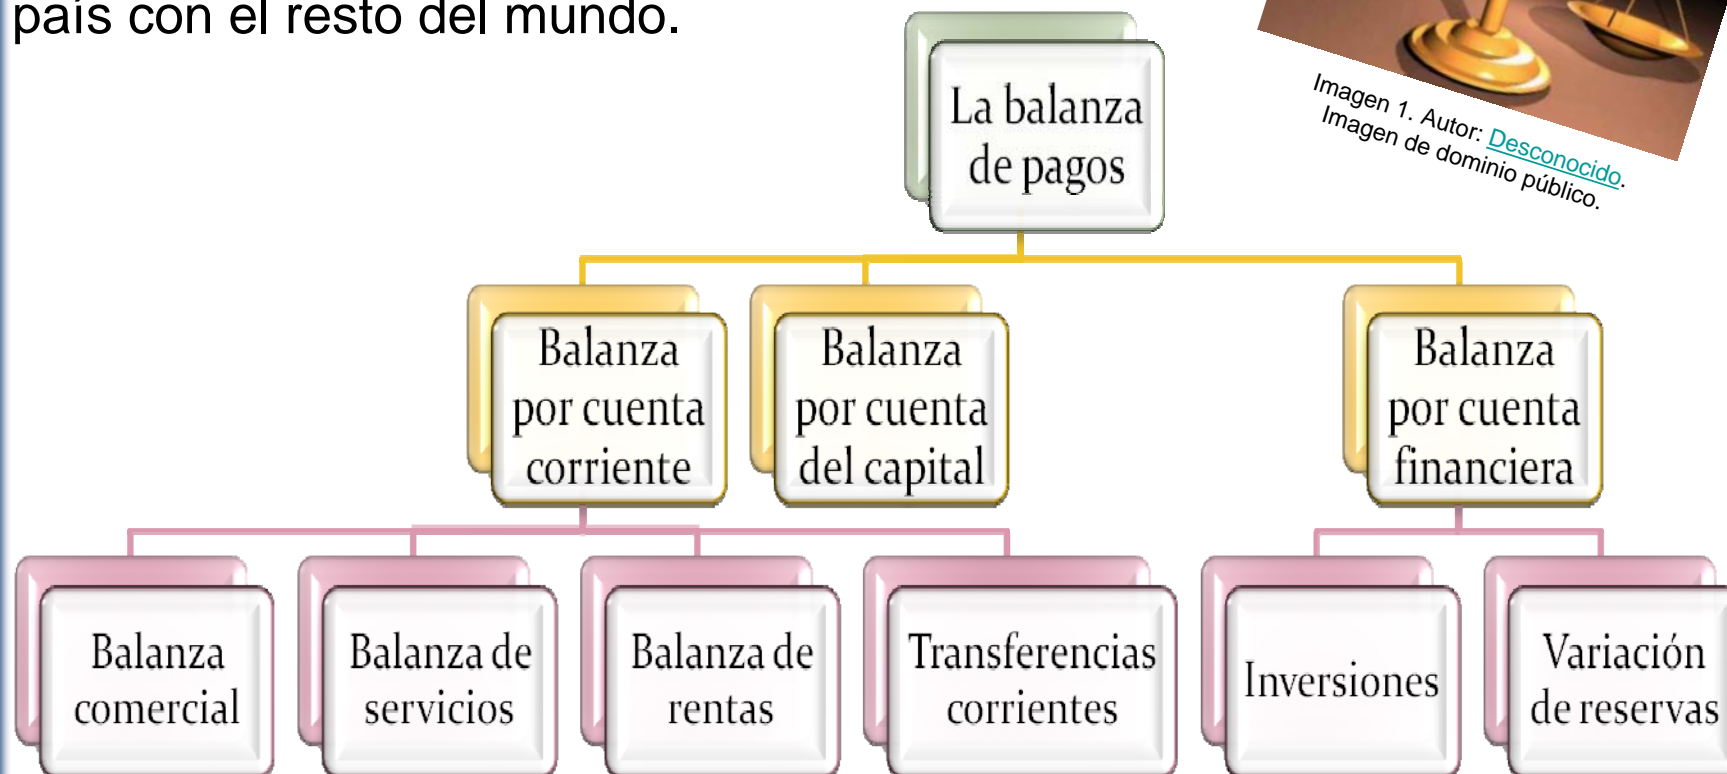 país con el resto del mundo.
Imagen 1. Autor: Desconocido.
Imagen de dominio público.
La balanza
de pagos
Balanza
por cuenta
corriente
Balanza
por cuenta
del capital
Balanza
por cuenta
financiera
Balanza
comercial
Balanza de
servicios
Balanza de
rentas
Transferencias
corrientes
Inversiones
Variación
de reservas